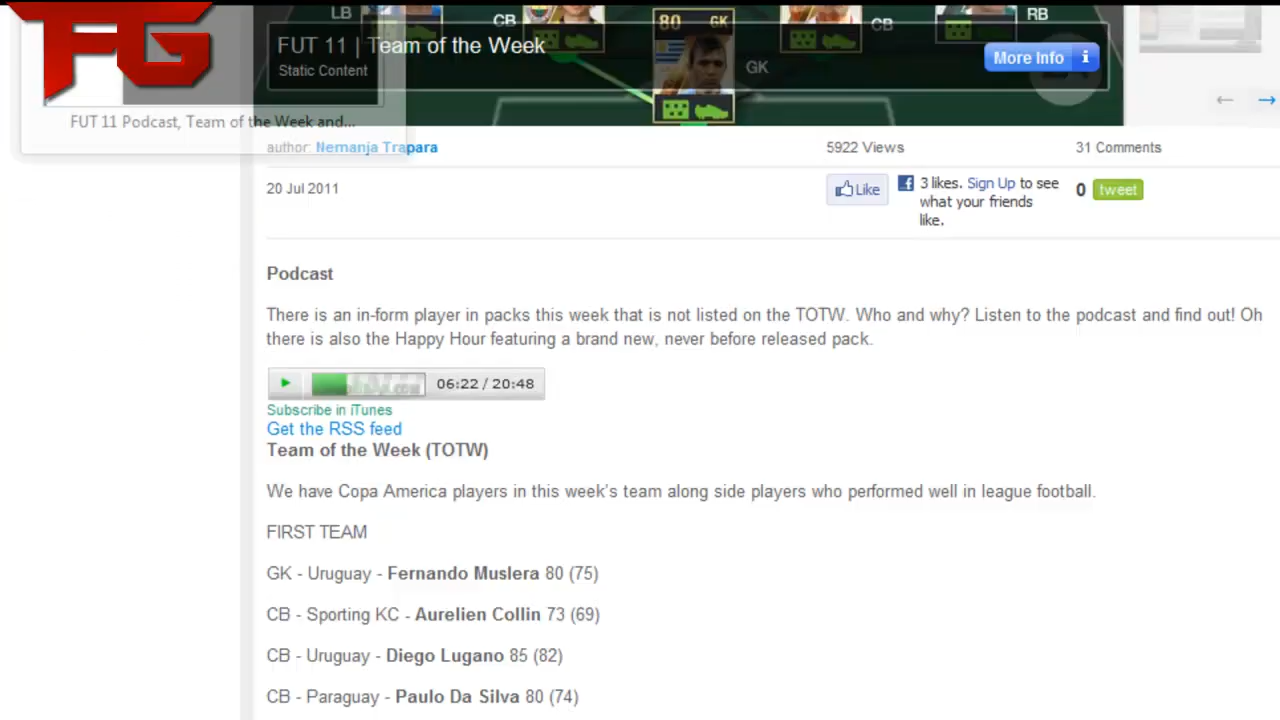 LB
CB
80 GK
CB
RB
FG
FUT 11 | Team of the Week
Static Content
GK
More Info i
← →
FUT 11 Podcast, Team of the Week and...
author: Nemanja Trapara
5922 Views
31 Comments
20 Jul 2011
Like
3 likes. Sign Up to see
what your friends
like.
0 tweet
Podcast
There is an in-form player in packs this week that is not listed on the TOTW. Who and why? Listen to the podcast and find out! Oh
there is also the Happy Hour featuring a brand new, never before released pack.
06:22 / 20:48
Subscribe in iTunes
Get the RSS feed
Team of the Week (TOTW)
We have Copa America players in this week's team along side players who performed well in league football.
FIRST TEAM
GK - Uruguay - Fernando Muslera 80 (75)
CB - Sporting KC - Aurelien Collin 73 (69)
CB - Uruguay - Diego Lugano 85 (82)
CB - Paraguay - Paulo Da Silva 80 (74)